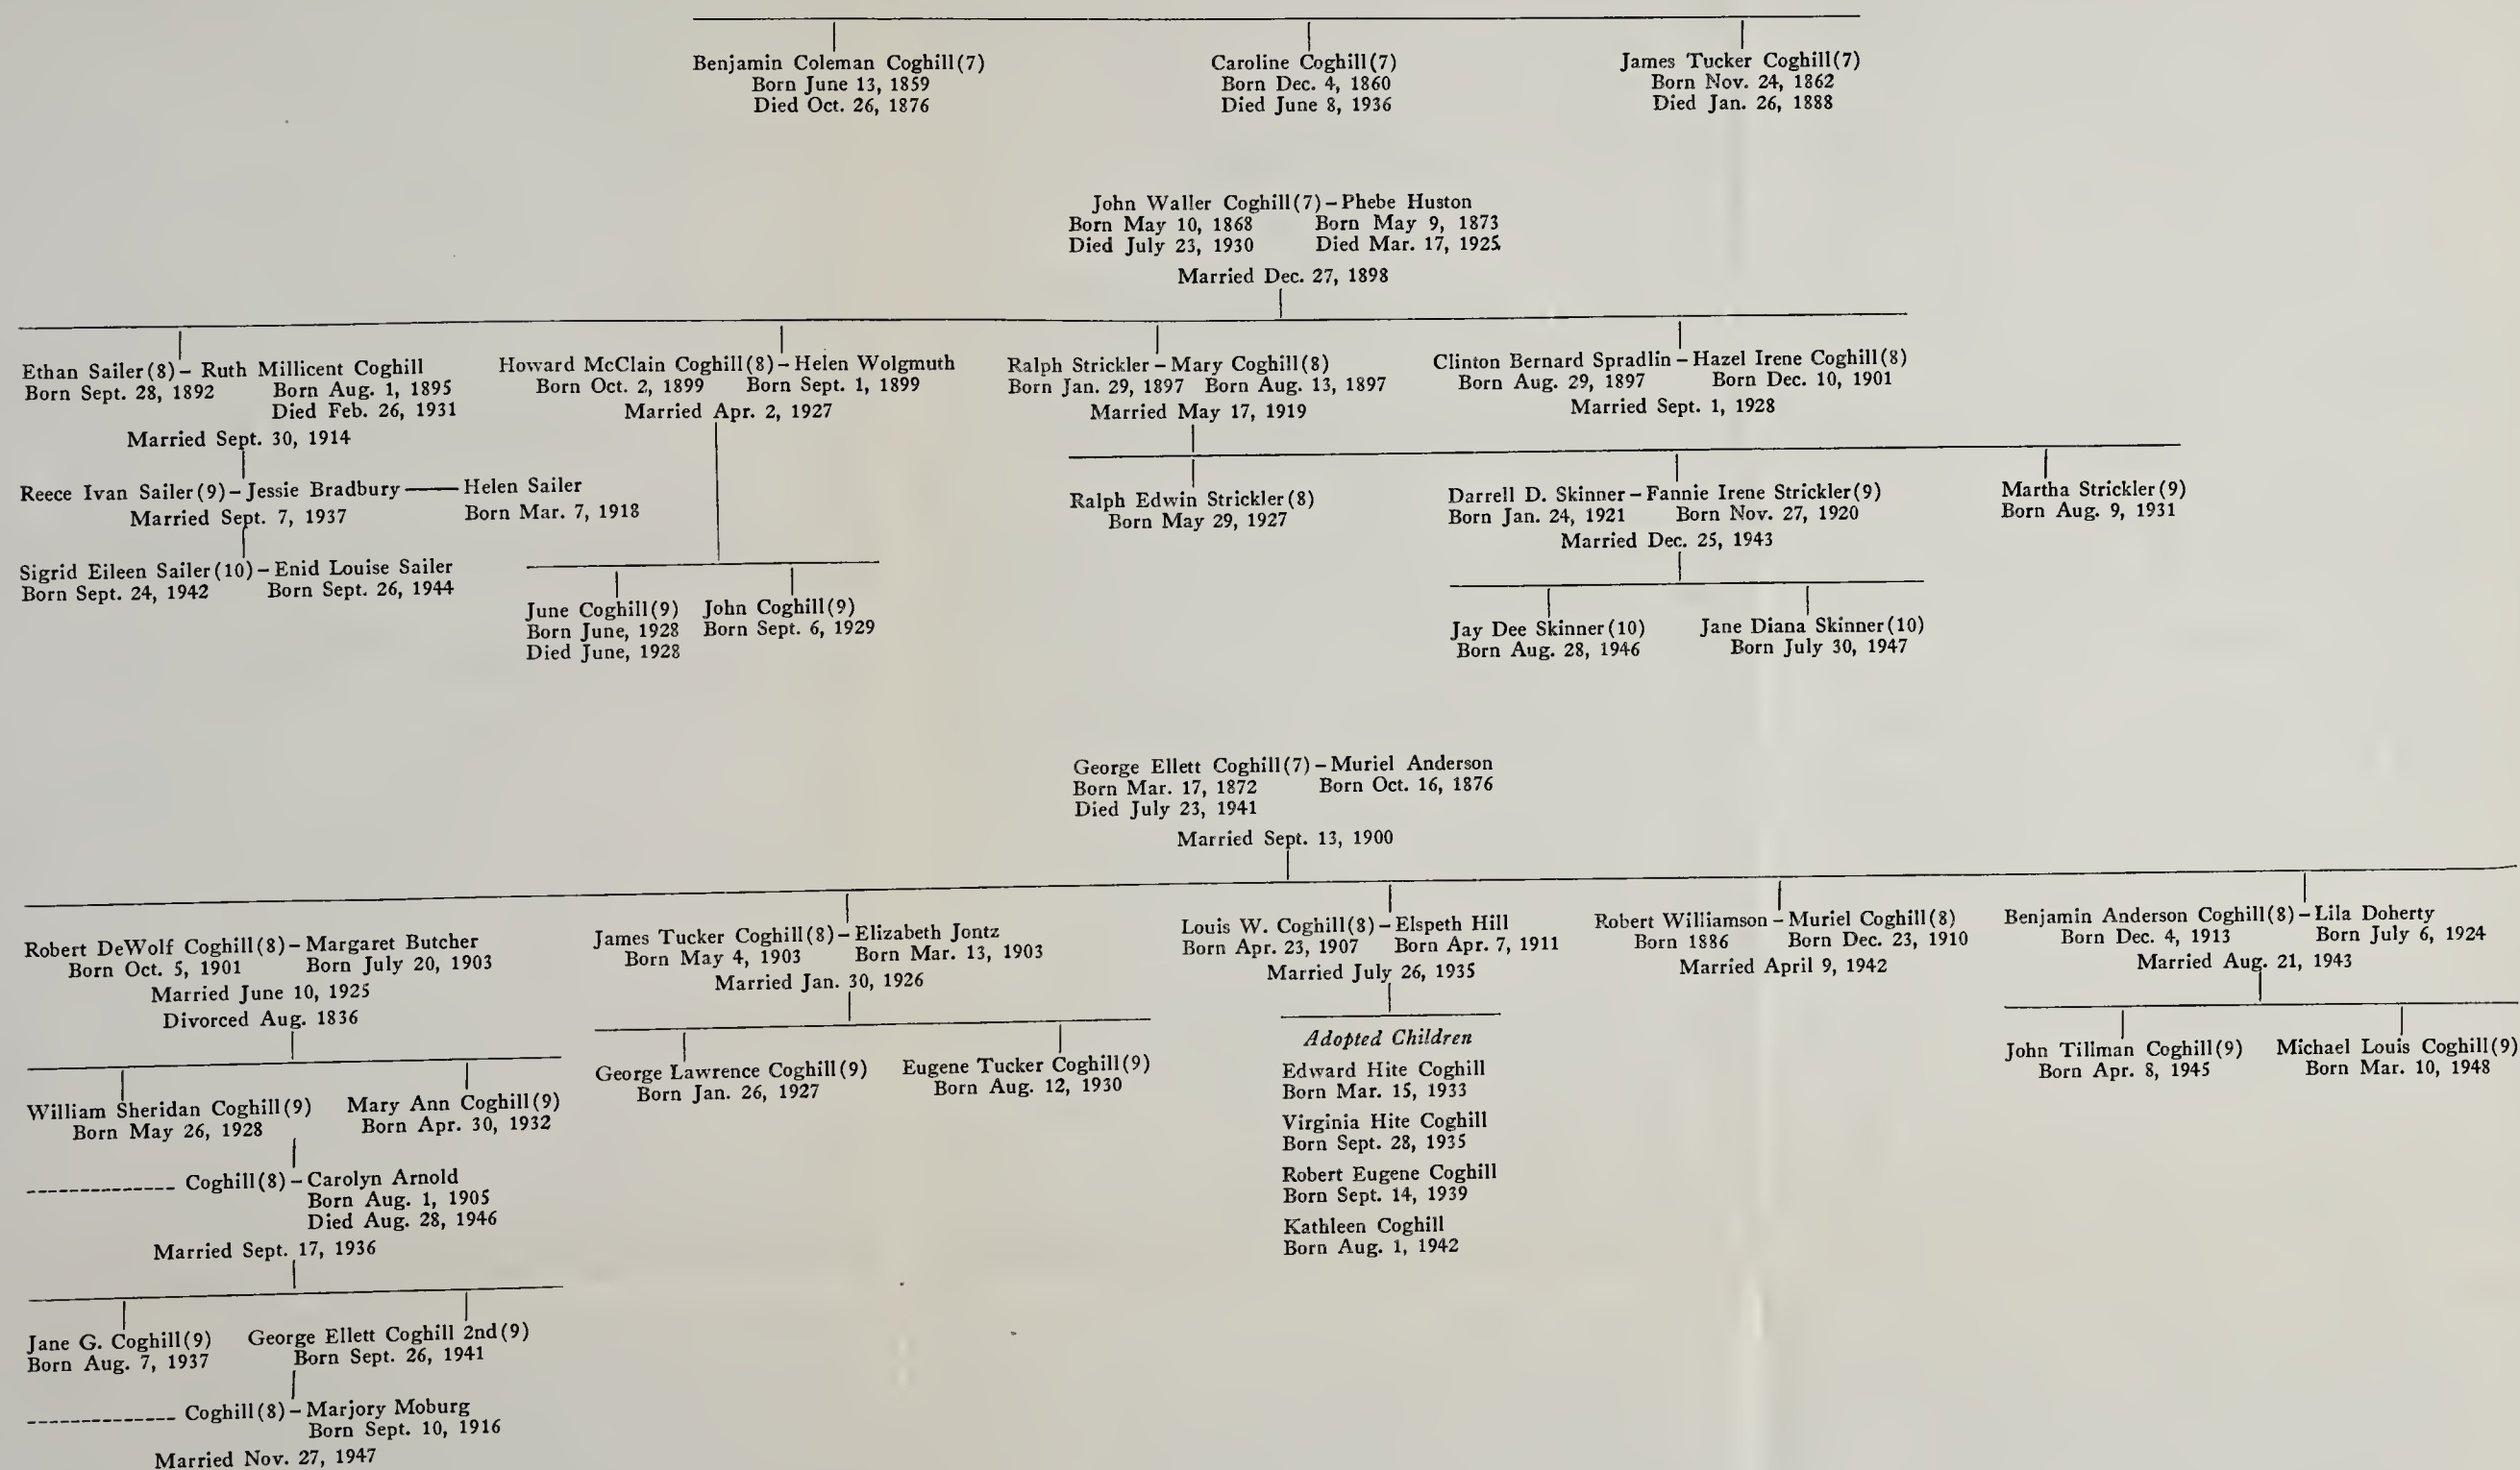 Benjamin Coleman Coghill(7)
Born June 13, 1859
Died Oct. 26, 1876
Caroline Coghill(7)
Born Dec. 4, 1860
Died June 8, 1936
James Tucker Coghill(7)
Born Nov. 24, 1862
Died Jan. 26, 1888
John Waller Coghill(7)–Phebe Huston
Born May 10, 1868 Born May 9, 1873
Died July 23, 1930 Died Mar. 17, 1925
Married Dec. 27, 1898
Ethan Sailer(8)– Ruth Millicent Coghill
Born Sept. 28, 1892 Born Aug. 1, 1895
Died Feb. 26, 1931
Married Sept. 30, 1914
Reece Ivan Sailer(9)–Jessie Bradbury——Helen Sailer
Married Sept. 7, 1937 Born Mar. 7, 1918
Sigrid Eileen Sailer(10)–Enid Louise Sailer
Born Sept. 24, 1942 Born Sept. 26, 1944
Howard McClain Coghill(8)–Helen Wolgmuth
Born Oct. 2, 1899 Born Sept. 1, 1899
Married Apr. 2, 1927
June Coghill(9)
Born June, 1928
Died June, 1928
John Coghill(9)
Born Sept. 6, 1929
Ralph Strickler–Mary Coghill(8)
Born Jan. 29, 1897 Born Aug. 13, 1897
Married May 17, 1919
Clinton Bernard Spradlin–Hazel Irene Coghill(8)
Born Aug. 29, 1897 Born Dec. 10, 1901
Married Sept. 1, 1928
Ralph Edwin Strickler(8)
Born May 29, 1927
Darrell D. Skinner–Fannie Irene Strickler(9)
Born Jan. 24, 1921 Born Nov. 27, 1920
Married Dec. 25, 1943
Martha Strickler(9)
Born Aug. 9, 1931
Jay Dee Skinner(10)
Born Aug. 28, 1946
Jane Diana Skinner(10)
Born July 30, 1947
George Ellett Coghill(7)–Muriel Anderson
Born Mar. 17, 1872 Born Oct. 16, 1876
Died July 23, 1941
Married Sept. 13, 1900
Robert DeWolf Coghill(8)–Margaret Butcher
Born Oct. 5, 1901 Born July 20, 1903
Married June 10, 1925
Divorced Aug. 1836
William Sheridan Coghill(9)
Born May 26, 1928
Mary Ann Coghill(9)
Born Apr. 30, 1932
-------------- Coghill(8)–Carolyn Arnold
Born Aug. 1, 1905
Died Aug. 28, 1946
Married Sept. 17, 1936
Jane G. Coghill(9)
Born Aug. 7, 1937
George Ellett Coghill 2nd(9)
Born Sept. 26, 1941
-------------- Coghill(8)–Marjory Moburg
Born Sept. 10, 1916
Married Nov. 27, 1947
James Tucker Coghill(8)–Elizabeth Jontz
Born May 4, 1903 Born Mar. 13, 1903
Married Jan. 30, 1926
George Lawrence Coghill(9)
Born Jan. 26, 1927
Eugene Tucker Coghill(9)
Born Aug. 12, 1930
Louis W. Coghill(8)–Elspeth Hill
Born Apr. 23, 1907 Born Apr. 7, 1911
Married July 26, 1935
Adopted Children
Edward Hite Coghill
Born Mar. 15, 1933
Virginia Hite Coghill
Born Sept. 28, 1935
Robert Eugene Coghill
Born Sept. 14, 1939
Kathleen Coghill
Born Aug. 1, 1942
Robert Williamson–Muriel Coghill(8)
Born 1886 Born Dec. 23, 1910
Married April 9, 1942
Benjamin Anderson Coghill(8)–Lila Doherty
Born Dec. 4, 1913 Born July 6, 1924
Married Aug. 21, 1943
John Tillman Coghill(9)
Born Apr. 8, 1945
Michael Louis Coghill(9)
Born Mar. 10, 1948